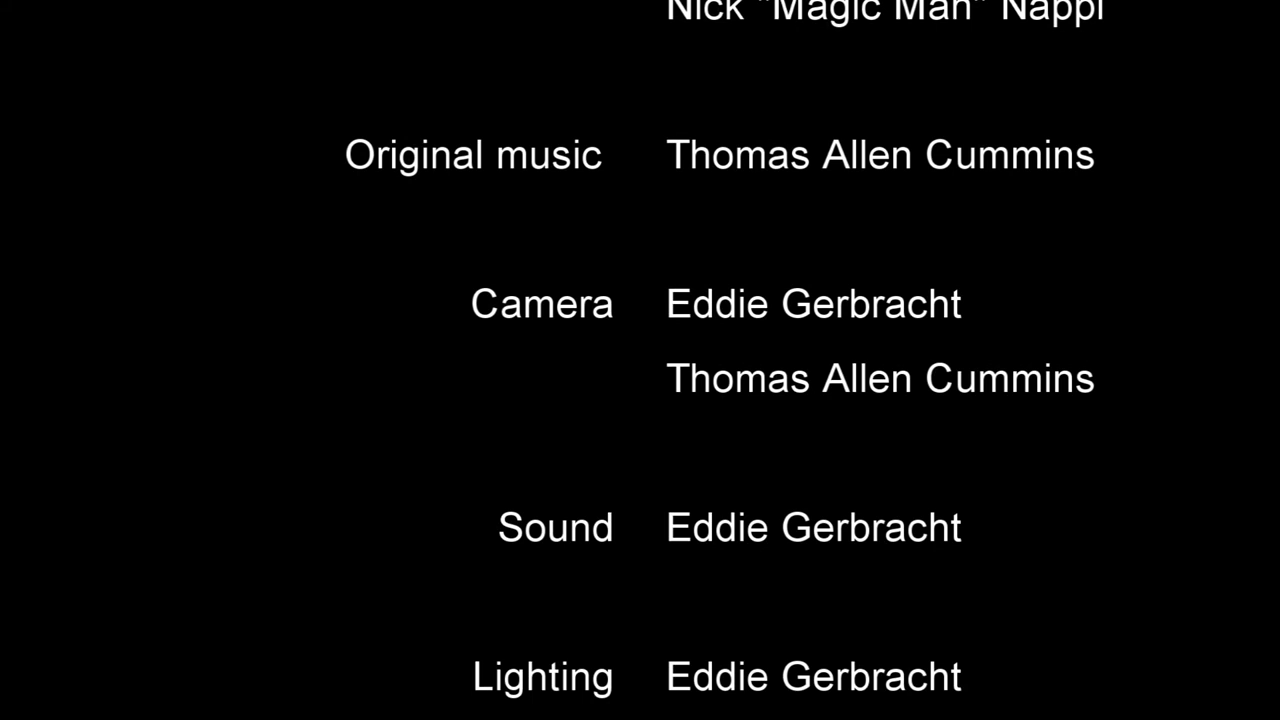 Nick "Magic Man" Nappi
Original music Thomas Allen Cummins
Camera Eddie Gerbracht
Thomas Allen Cummins
Sound Eddie Gerbracht
Lighting Eddie Gerbracht